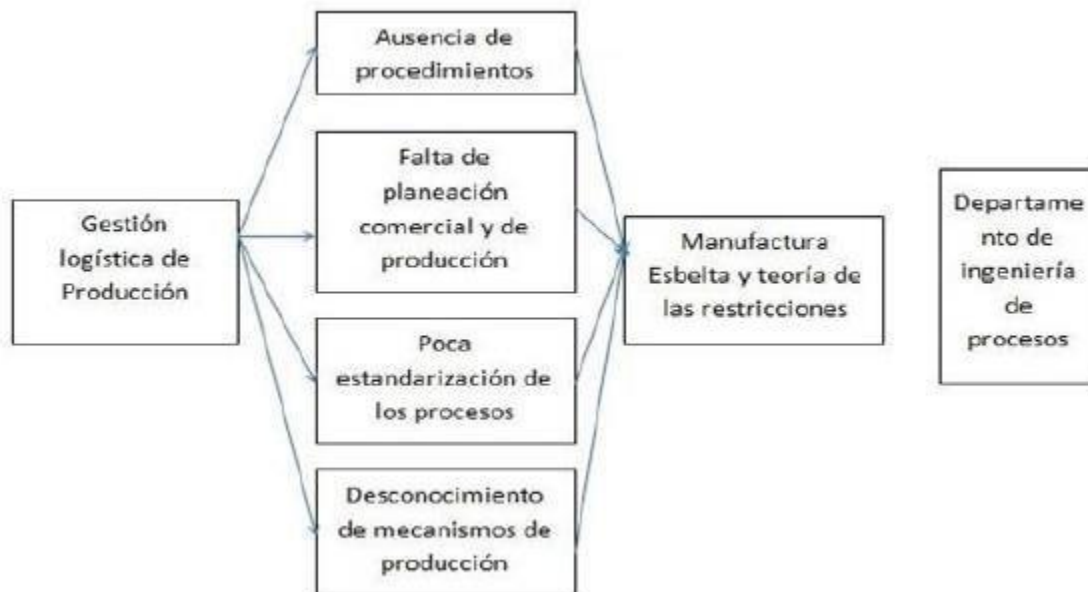 Gestión
logística de
Producción
Ausencia de
procedimientos
Falta de
planeación
comercial y de
producción
Poca
estandarización de
los procesos
Desconocimiento
de mecanismos de
producción
Manufactura
Esbelta y teoría de
las restricciones
Departame
nto de
ingeniería
de
procesos